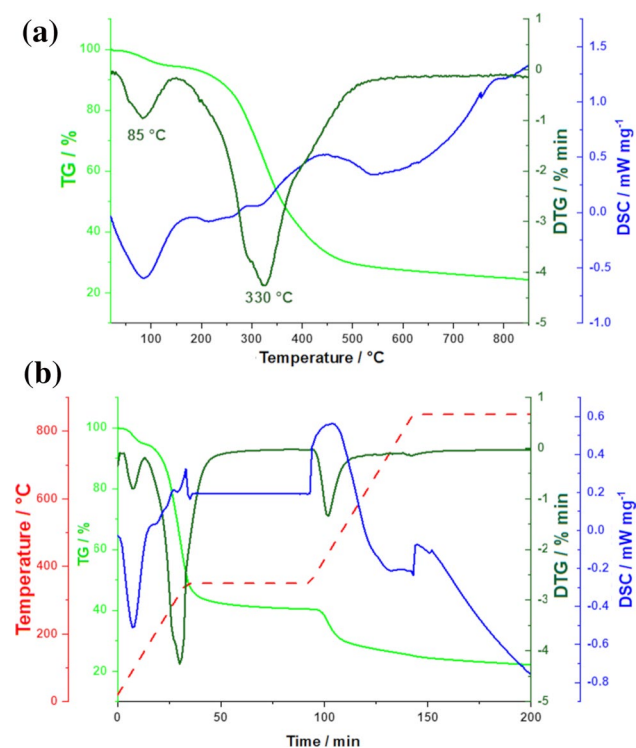 (a)
TG / %
100
80
60
40
20
85 °C
330 °C
1
0
-1
-2
-3
-4
-5
DTG / % min
1.25
1.2
0.5
0.0
-0.5
-1.0
DSC / mW mg-1
100 200 300 400 500 600 700 800
Temperature / °C
(b)
Temperature / °C
800
600
400
200
0
TG / %
100
80
60
40
20
1
0
-1
-2
-3
-4
-5
DTG / % min
0.6
0.4
0.2
0.0
-0.2
-0.4
-0.6
-0.8
DSC / mW mg-1
0 50 100 150 200
Time / min